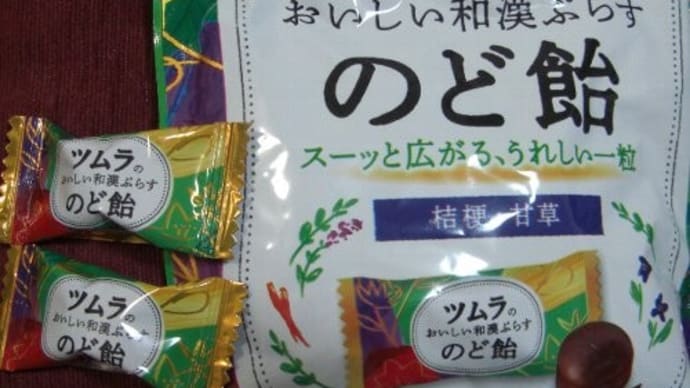 おいしい和漢ぷらす
のど飴
スーッと広がる、うれしい一粒
桔梗 甘草
ツムラの
おいしい和漢ぷらす
のど飴
ツムラの
おいしい和漢ぷらす
のど飴
ツムラの
おいしい和漢ぷらす
のど飴